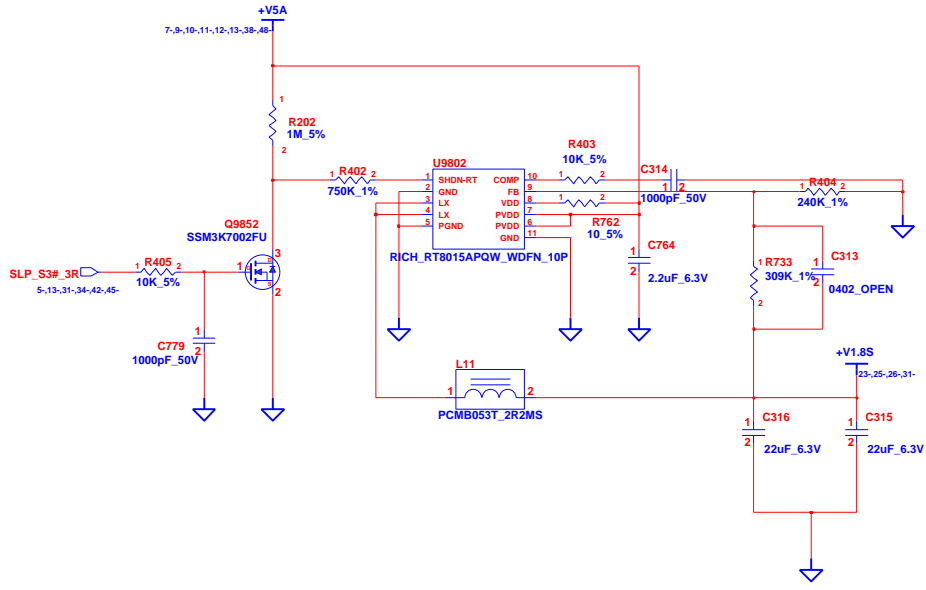 +V5A
7-,9-,10-,11-,12-,13-,38-,48-
1
R202
1M_5%
2
R402
1 2
750K_1%
U9802
1 SHDN-RT COMP 10
2 GND FB 9
3 LX VDD 8
4 LX PVDD 7
5 PGND PVDD 6
GND 11
RICH_RT8015APQW_WDFN_10P
R403
10K_5%
1 2
C314
1 2
1000pF_50V
1 2
R762
10_5%
R404
1 2
240K_1%
Q9852
SSM3K7002FU
3
D
1
G
S
2
SLP_S3#_3R
5-,13-,31-,34-,42-,45-
R405
1 2
10K_5%
1
C779
2
1000pF_50V
C764
1
2
2.2uF_6.3V
1
R733
309K_1%
2
C313
1
2
0402_OPEN
L11
1 2
PCMB053T_2R2MS
+V1.8S
23-,25-,26-,31-
1
C316
2
22uF_6.3V
1
C315
2
22uF_6.3V